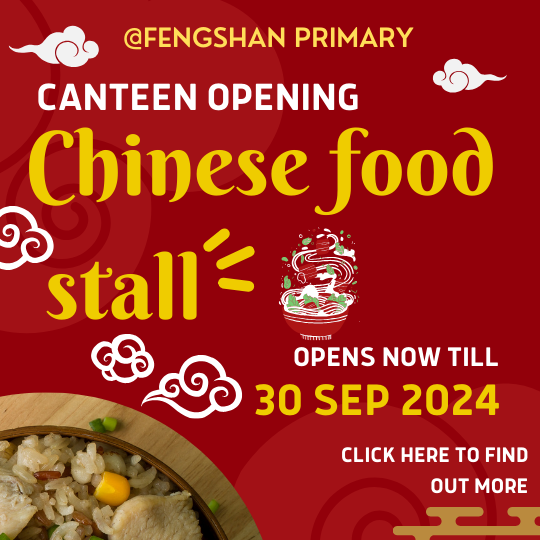 @FENGSHAN PRIMARY
CANTEEN OPENING
Chinese food
stall
OPENS NOW TILL
30 SEP 2024
CLICK HERE TO FIND
OUT MORE